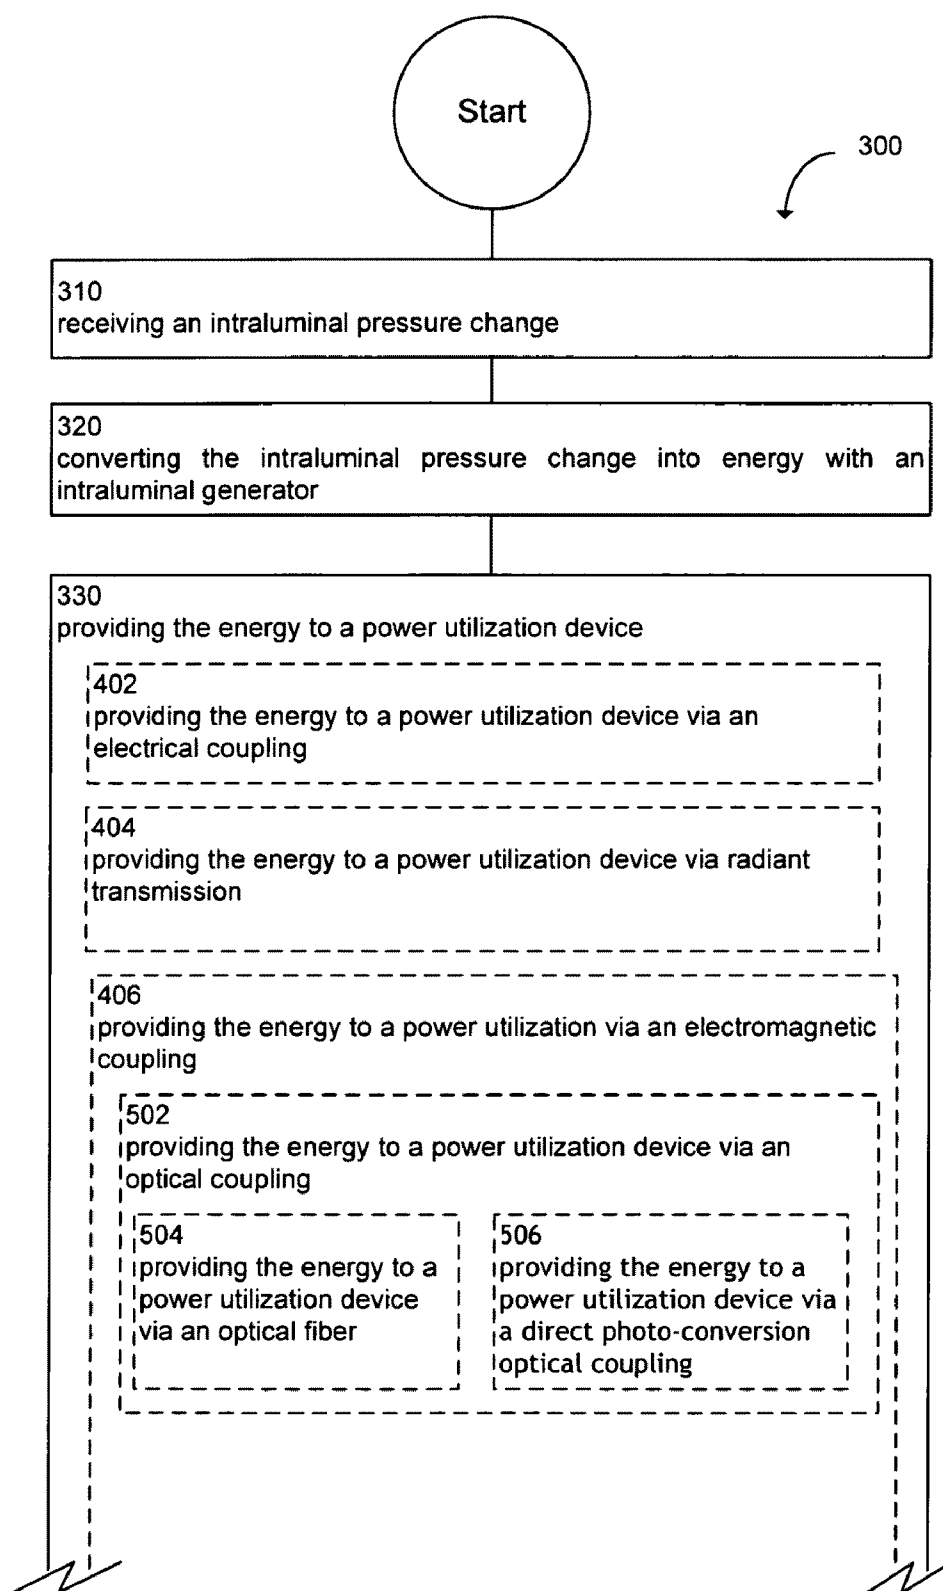 Start
300
310
receiving an intraluminal pressure change
320
converting the intraluminal pressure change into energy with an
intraluminal generator
330
providing the energy to a power utilization device
402
providing the energy to a power utilization device via an
electrical coupling
404
providing the energy to a power utilization device via radiant
transmission
406
providing the energy to a power utilization via an electromagnetic
coupling
502
providing the energy to a power utilization device via an
optical coupling
504
providing the energy to a
power utilization device
via an optical fiber
506
providing the energy to a
power utilization device via
a direct photo-conversion
optical coupling